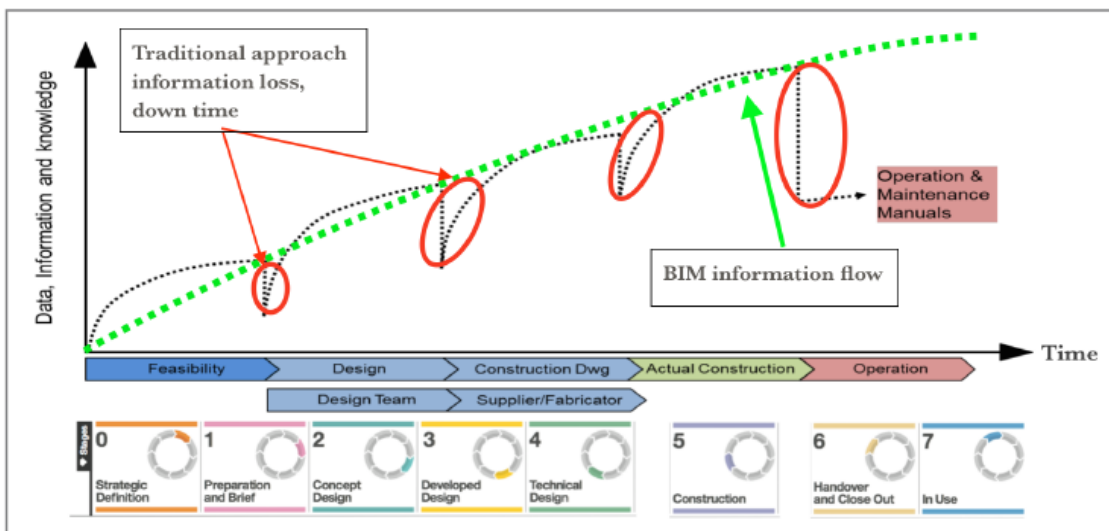 Traditional approach
information loss,
down time
Data, Information and knowledge
Operation &
Maintenance
Manuals
BIM information flow
Time
Feasibility
Design
Construction Dwg
Actual Construction
Operation
Design Team
Supplier/Fabricator
Stages
0
Strategic
Definition
1
Preparation
and Brief
2
Concept
Design
3
Developed
Design
4
Technical
Design
5
Construction
6
Handover
and Close Out
7
In Use